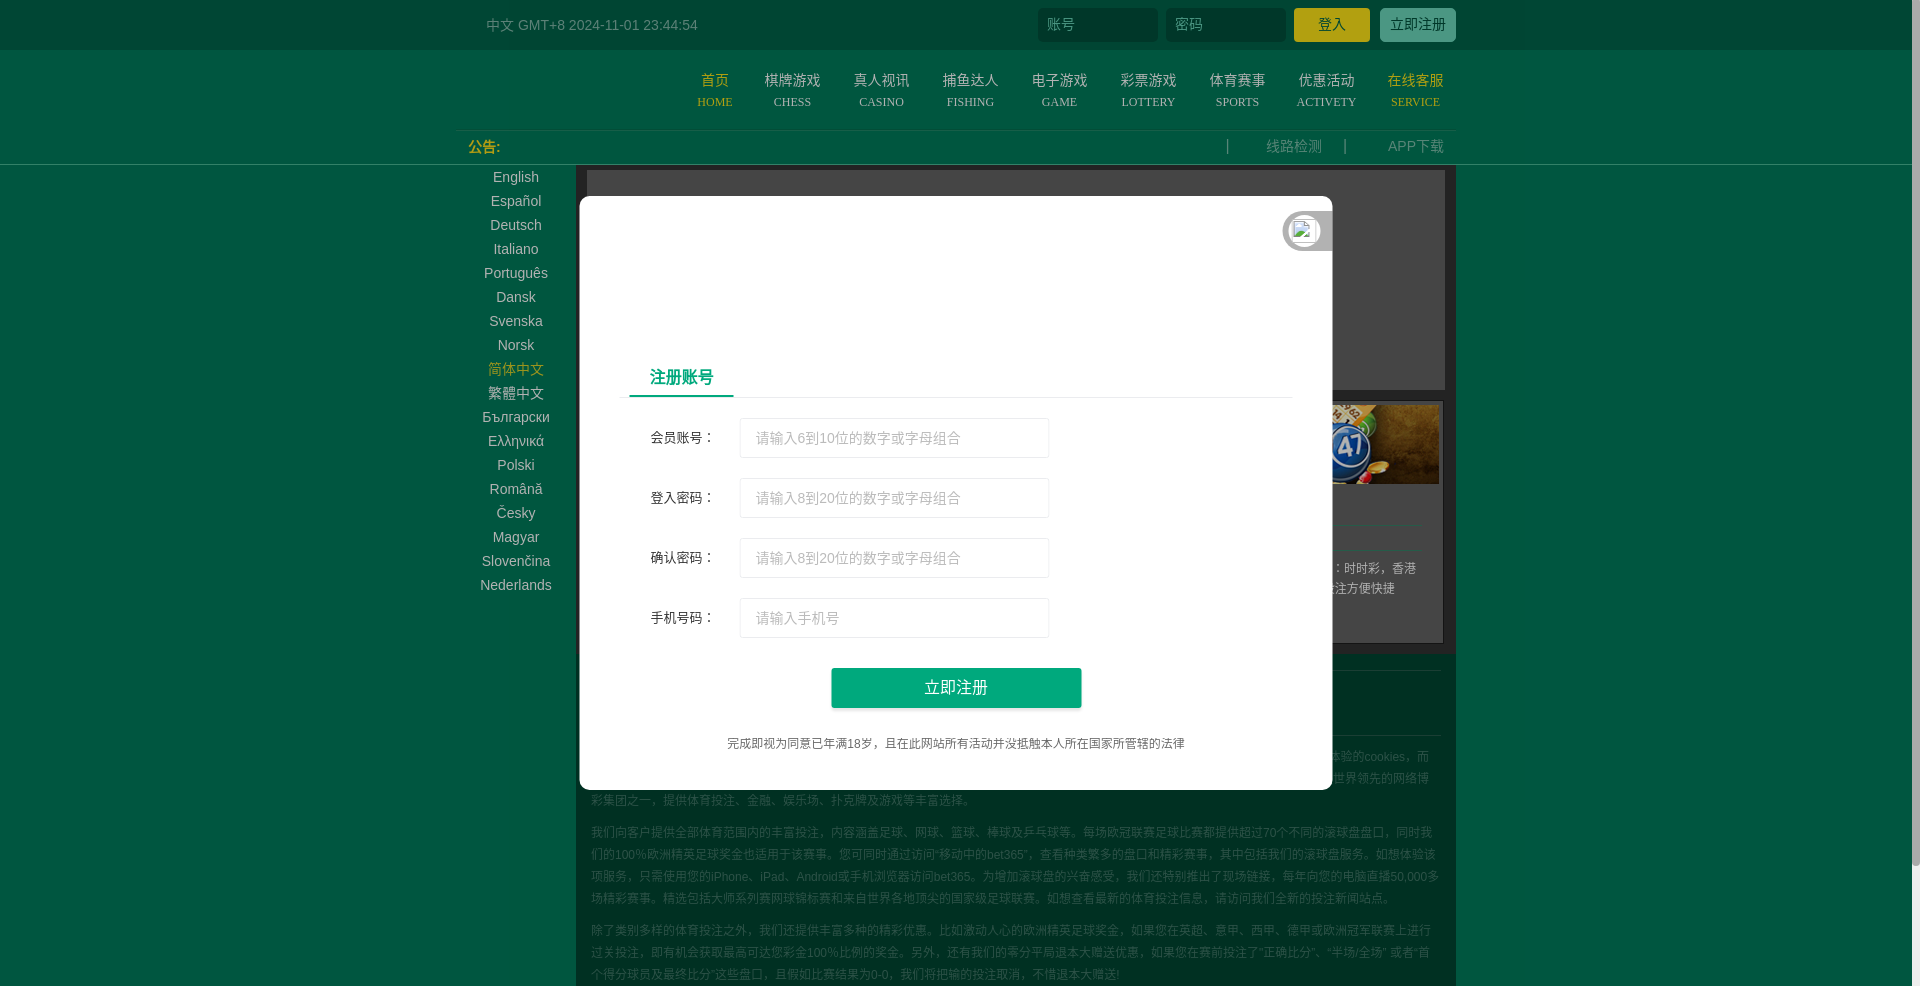 中文 GMT+8 2024-11-01 23:44:54
账号
密码
登入
立即注册
首页
HOME
棋牌游戏
CHESS
真人视讯
CASINO
捕鱼达人
FISHING
电子游戏
GAME
彩票游戏
LOTTERY
体育赛事
SPORTS
优惠活动
ACTIVETY
在线客服
SERVICE
公告:
| 线路检测 | APP下载
English
Español
Deutsch
Italiano
Português
Dansk
Svenska
Norsk
简体中文
繁體中文
Български
Ελληνικά
Polski
Română
Česky
Magyar
Slovenčina
Nederlands
注册账号
会员账号：
请输入6到10位的数字或字母组合
登入密码：
请输入8到20位的数字或字母组合
确认密码：
请输入8到20位的数字或字母组合
手机号码：
请输入手机号
立即注册
完成即视为同意已年满18岁，且在此网站所有活动并没抵触本人所在国家所管辖的法律
47
：时时彩，香港
投注方便快捷
体验的cookies，而
世界领先的网络博
彩集团之一，提供体育投注、金融、娱乐场、扑克牌及游戏等丰富选择。
我们向客户提供全部体育范围内的丰富投注，内容涵盖足球、网球、篮球、棒球及乒乓球等。每场欧冠联赛足球比赛都提供超过70个不同的滚球盘盘口，同时我
们的100%欧洲精英足球奖金也适用于该赛事。您可同时通过访问“移动中的bet365”，查看种类繁多的盘口和精彩赛事，其中包括我们的滚球盘服务。如想体验该
项服务，只需使用您的iPhone、iPad、Android或手机浏览器访问bet365。为增加滚球盘的兴奋感受，我们还特别推出了现场链接，每年向您的电脑直播50,000多
场精彩赛事。精选包括大师系列赛网球锦标赛和来自世界各地顶尖的国家级足球联赛。如想查看最新的体育投注信息，请访问我们全新的投注新闻站点。
除了类别多样的体育投注之外，我们还提供丰富多种的精彩优惠。比如激动人心的欧洲精英足球奖金，如果您在英超、意甲、西甲、德甲或欧洲冠军联赛上进行
过关投注，即有机会获取最高可达您彩金100％比例的奖金。另外，还有我们的零分平局退本大赠送优惠，如果您在赛前投注了“正确比分”、“半场/全场” 或者“首
个得分球员及最终比分”这些盘口，且假如比赛结果为0-0，我们将把输的投注取消，不惜退本大赠送!